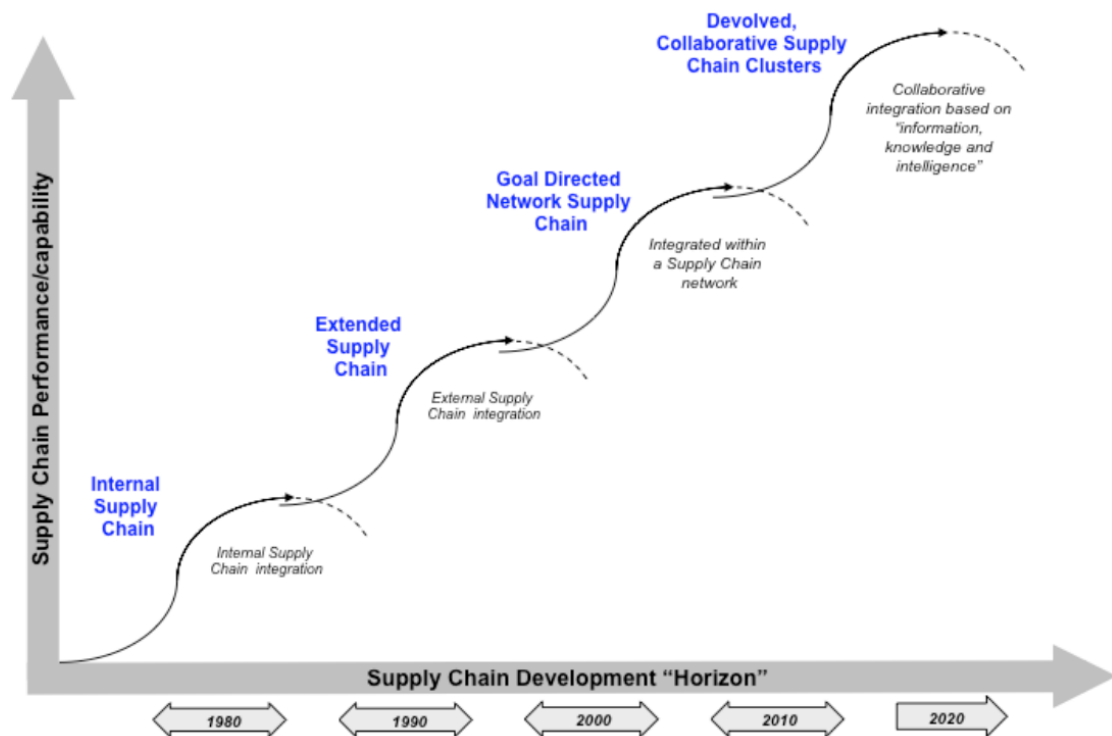 Devolved,
Collaborative Supply
Chain Clusters
Collaborative
integration based on
“information,
knowledge and
intelligence”
Goal Directed
Network Supply
Chain
Integrated within
a Supply Chain
network
Extended
Supply
Chain
External Supply
Chain integration
Internal
Supply
Chain
Internal Supply
Chain integration
Supply Chain Performance/capability
Supply Chain Development “Horizon”
1980
1990
2000
2010
2020